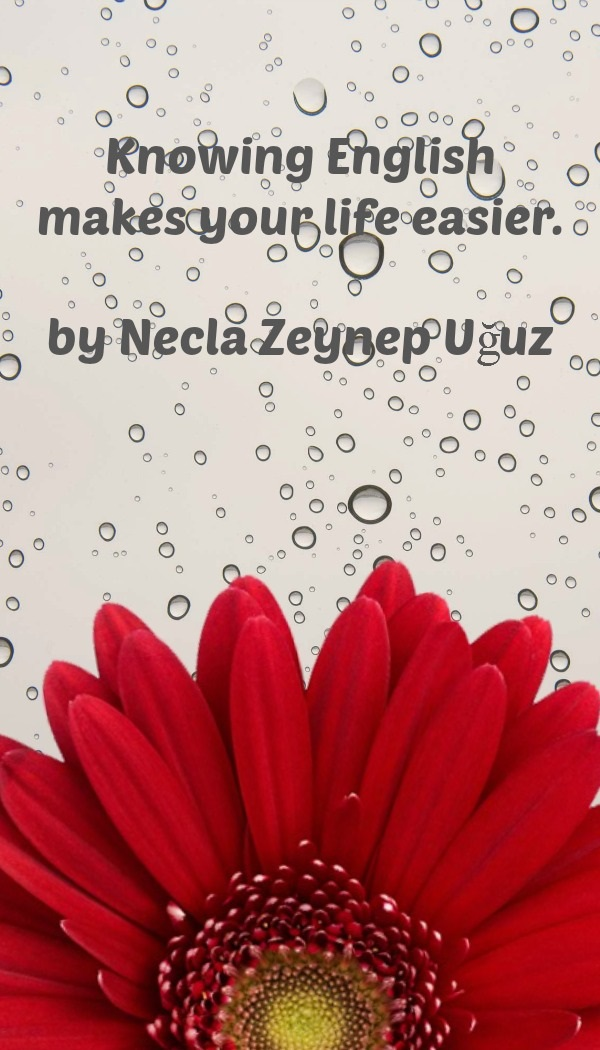 Knowing English
makes your life easier.
by Necla Zeynep Uğuz